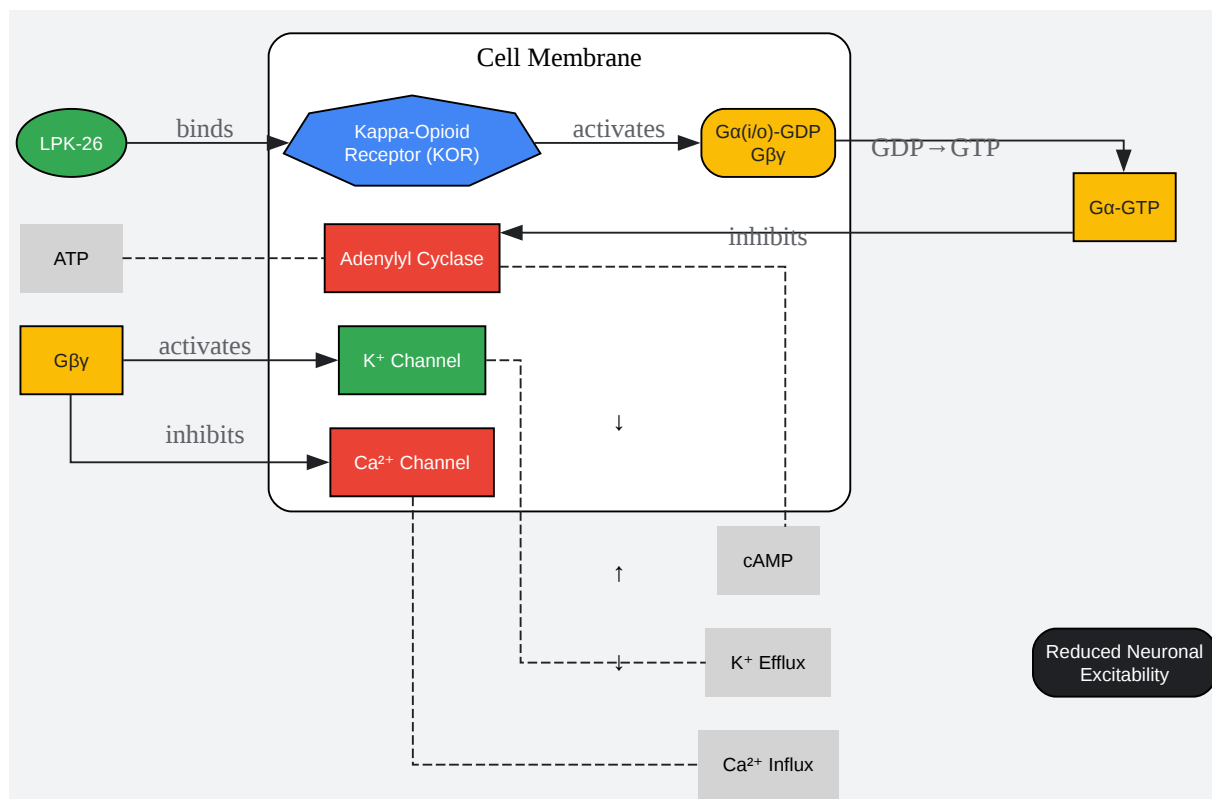 Cell Membrane
LPK-26
binds
Kappa-Opioid
Receptor (KOR)
activates
Gα(i/o)-GDP
Gβγ
GDP→GTP
Gα-GTP
inhibits
ATP
Adenylyl Cyclase
Gβγ
activates
K⁺ Channel
↓
inhibits
Ca²⁺ Channel
↑
cAMP
↓
K⁺ Efflux
Reduced Neuronal
Excitability
Ca²⁺ Influx